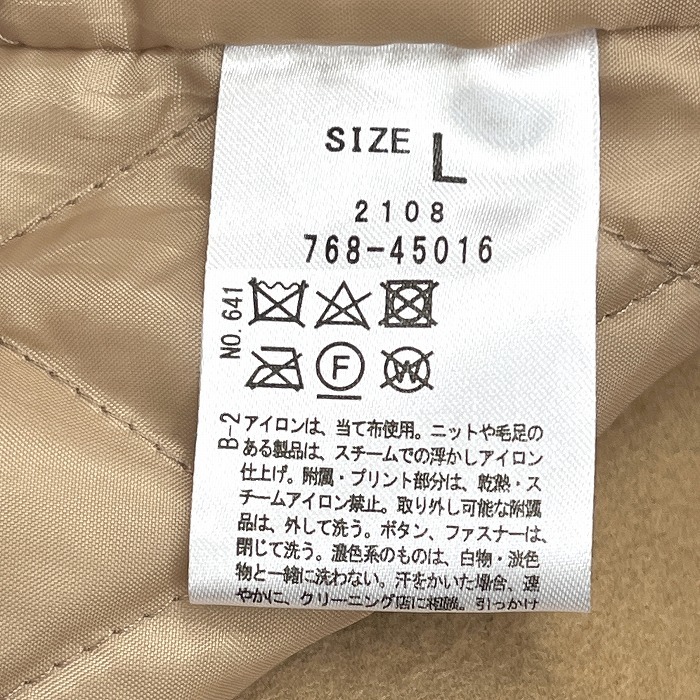 SIZE L
2108
768-45016
NO.641
F
W
B-2
アイロンは、当て布使用。ニットや毛足の
ある製品は、スチームでの浮かしアイロン
仕上げ。附属・プリント部分は、乾熱・ス
チームアイロン禁止。取り外し可能な附属
品は、外して洗う。ボタン、ファスナーは、
閉じて洗う。濃色系のものは、白物・淡色
物と一緒に洗わない。汗をかいた場合、速
やかに、クリーニング店に相談。引っかけ